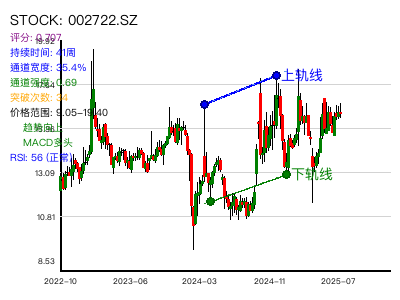 STOCK: 002722.SZ
评分: 0.707
持续时间: 41周
通道宽度: 35.4%
通道强度: 0.69
突破次数: 34
价格范围: 9.05-19.40
趋势向上
MACD多头
RSI: 56 (正常)
上轨线
下轨线
13.09
10.81
8.53
2022-10
2023-06
2024-03
2024-11
2025-07